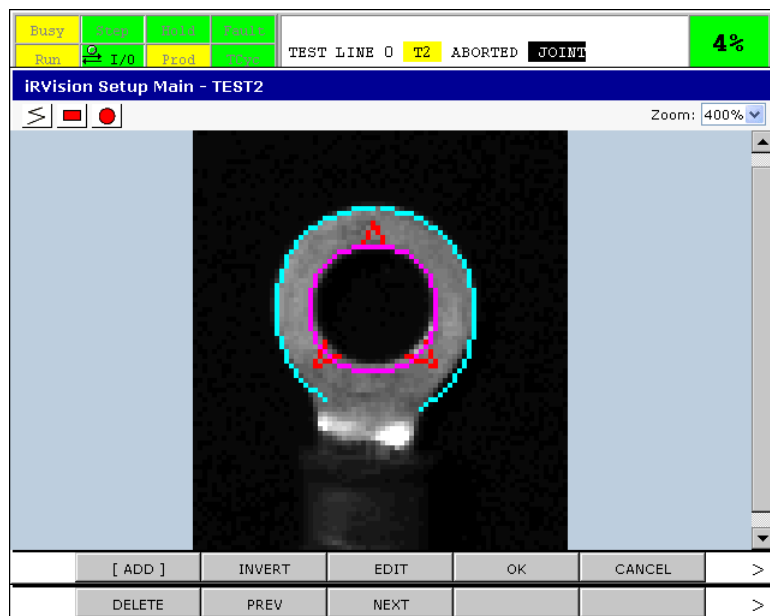 Busy Step Hold Fault
Run I/O Prod TCyc
TEST LINE 0 T2 ABORTED JOINT
4%
iRVision Setup Main - TEST2
Zoom: 400%
[ ADD ] INVERT EDIT OK CANCEL >
DELETE PREV NEXT >